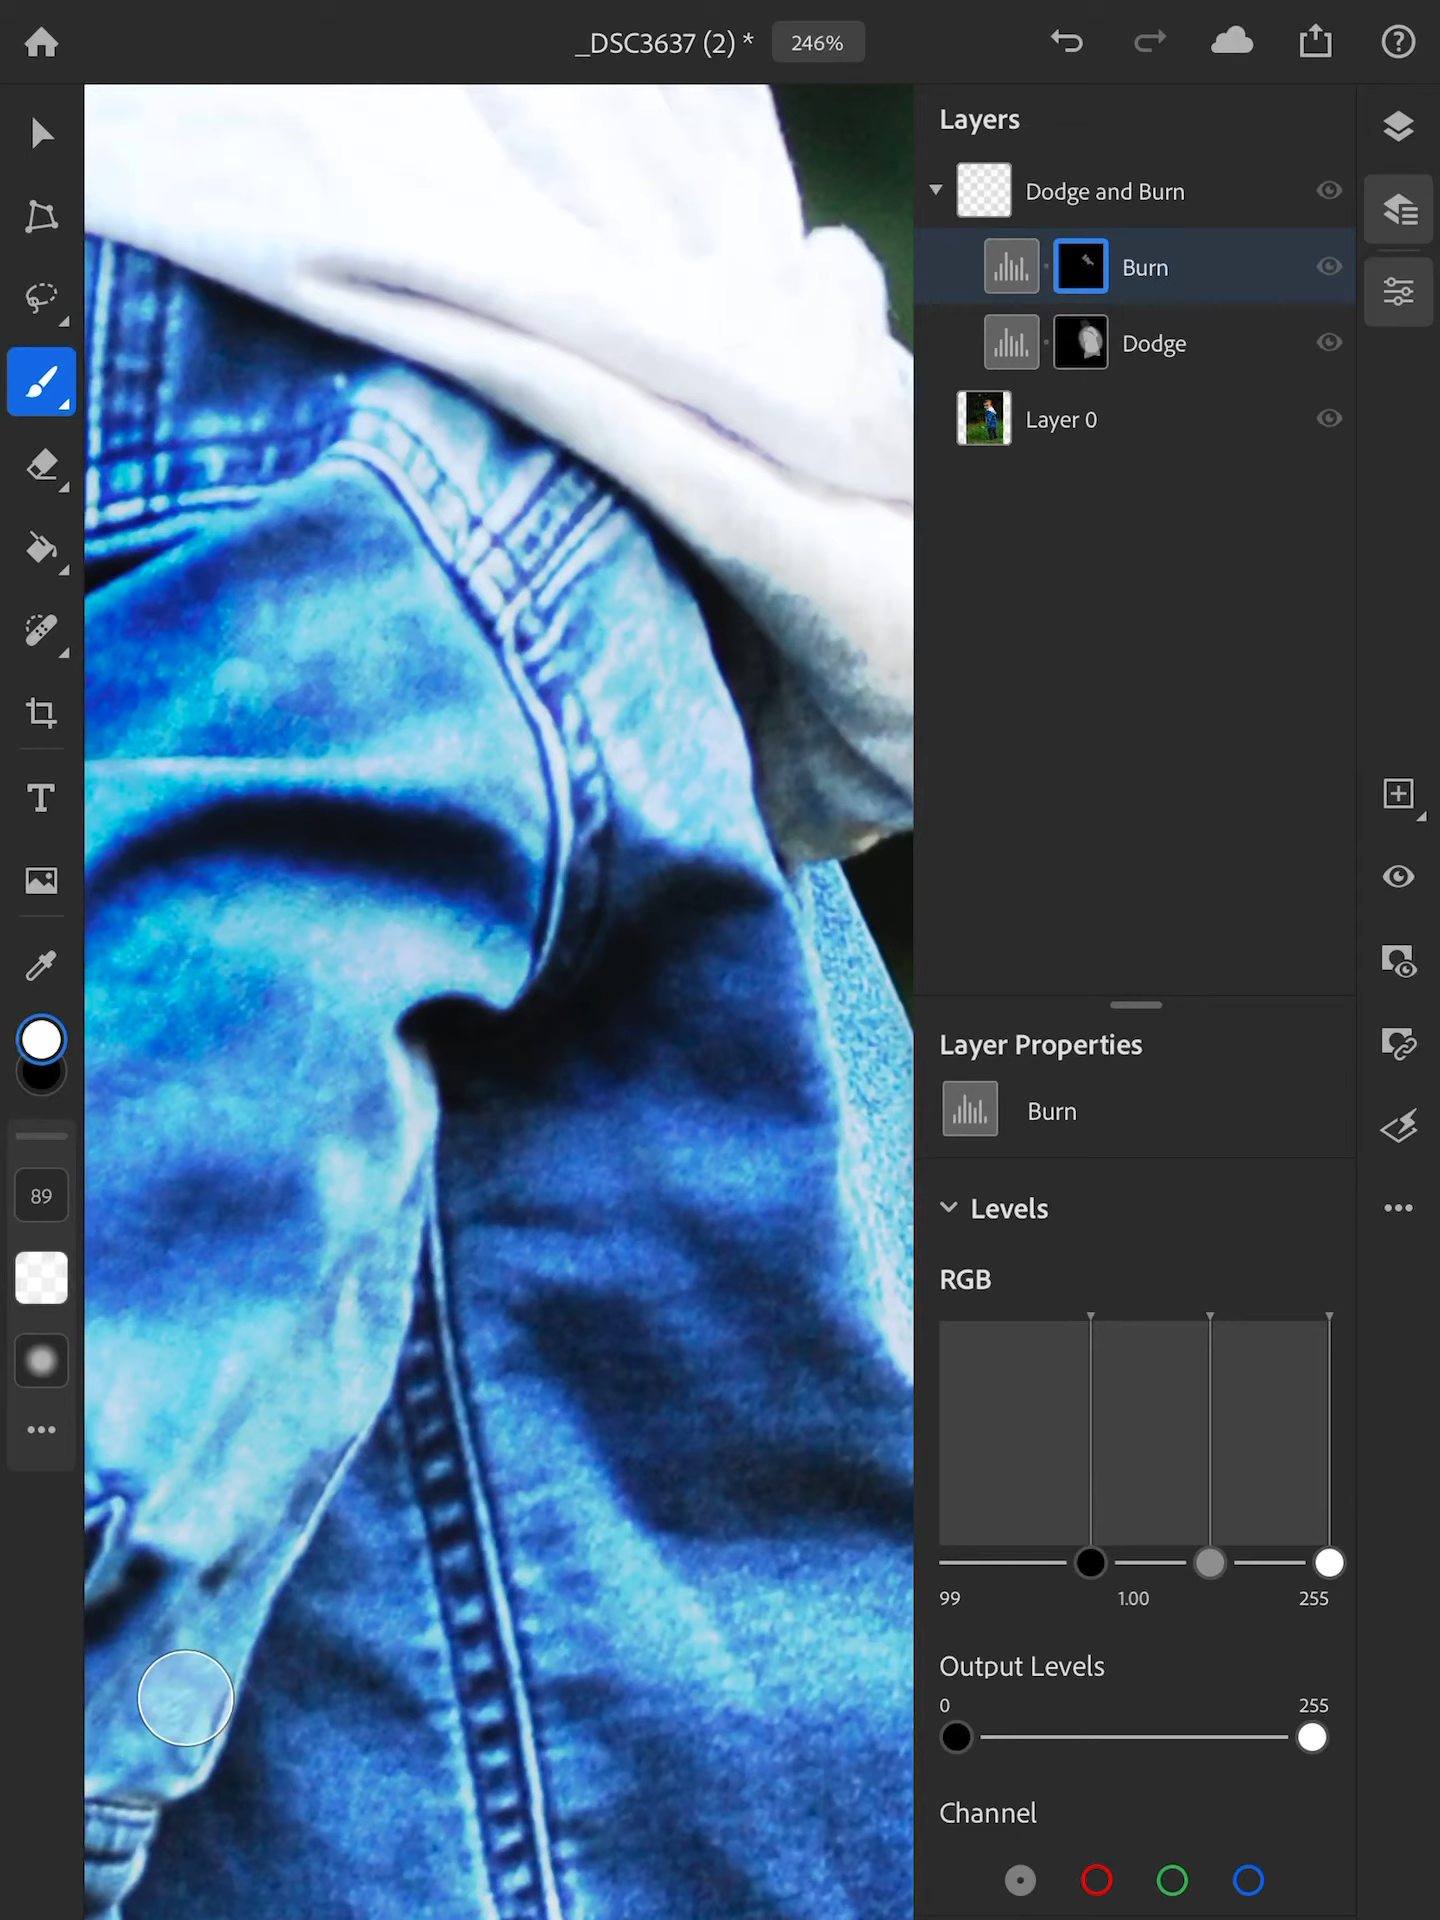 _DSC3637 (2) *
246%
Layers
Dodge and Burn
Burn
Dodge
Layer 0
89
Layer Properties
Burn
Levels
RGB
99 1.00 255
Output Levels
0 255
Channel